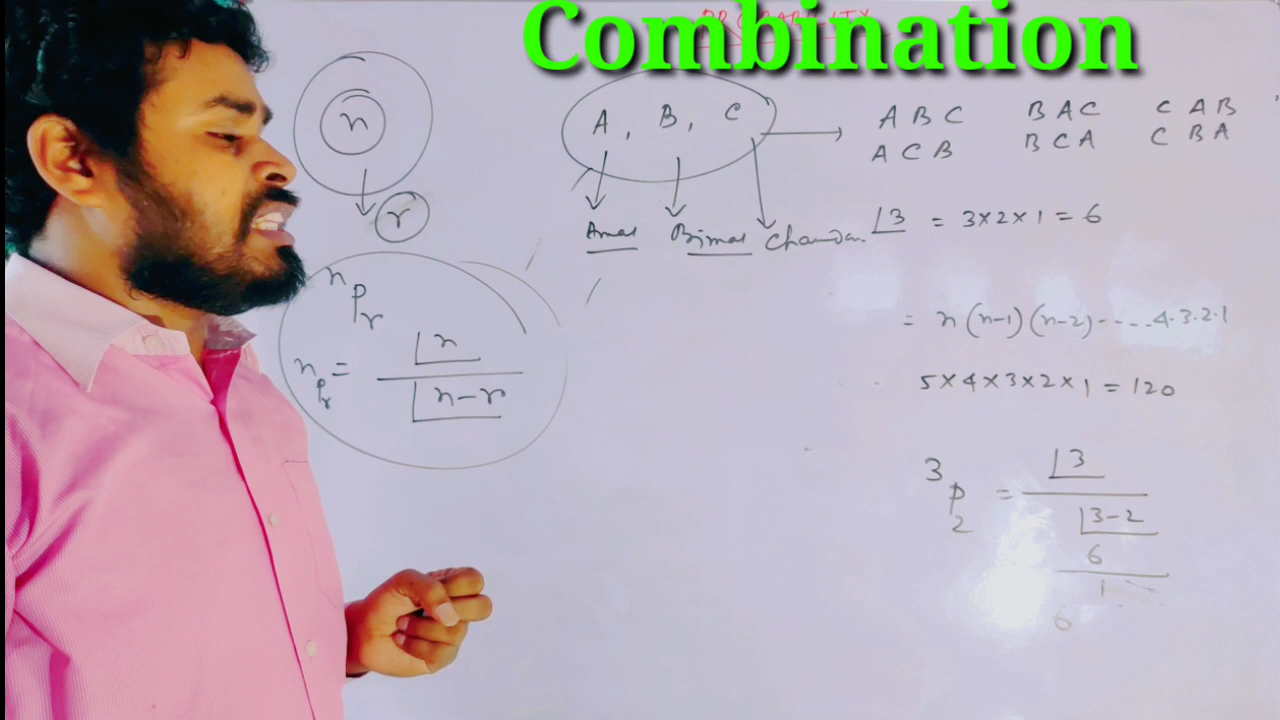 Combination
PROBABILITY
n
r
nPr
nPr = |n / |n-r
A, B, C
Amal Bimal Chandan
ABC BAC CAB
ACB BCA CBA
|3 = 3×2×1 = 6
= n(n-1)(n-2)-----4.3.2.1
5×4×3×2×1 = 120
3P2 = |3 / |3-2
6 / 1
6